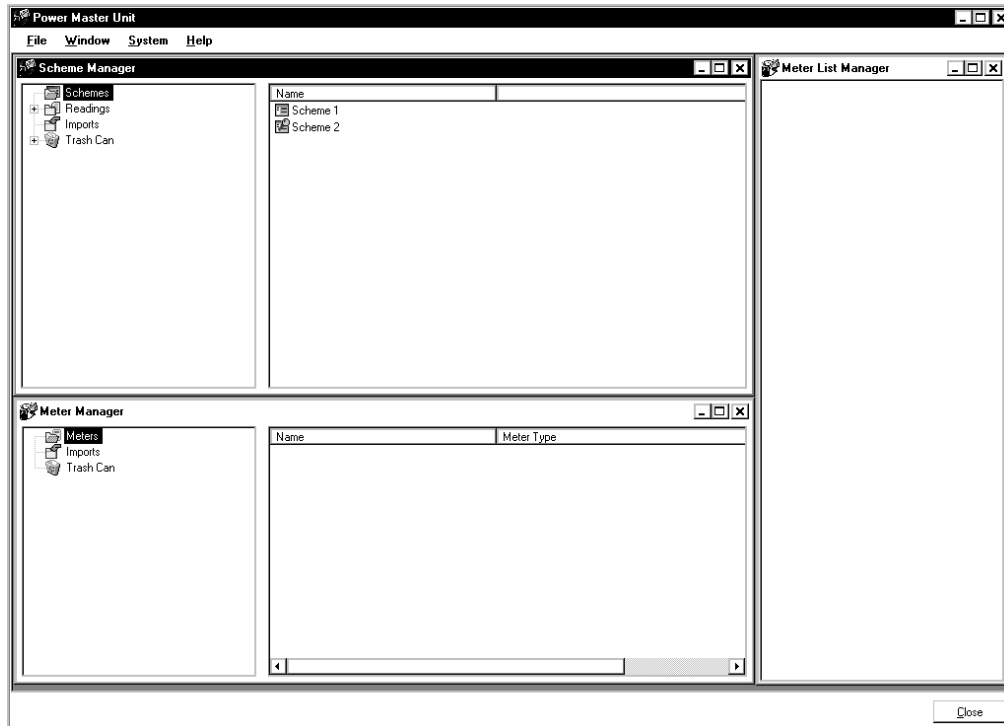 Power Master Unit
File Window System Help
Scheme Manager
Schemes
Readings
Imports
Trash Can
Name
Scheme 1
Scheme 2
Meter List Manager
Meter Manager
Meters
Imports
Trash Can
Name Meter Type
Close